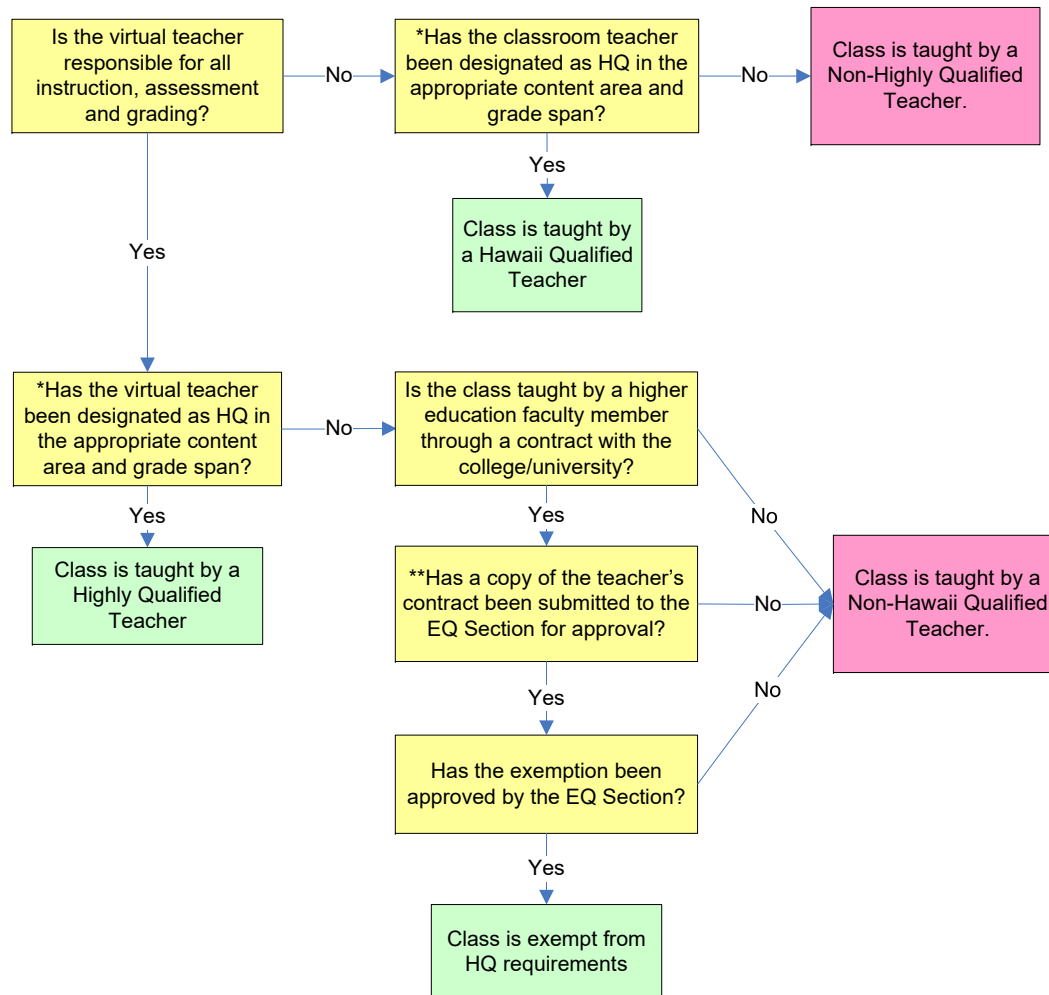 Is the virtual teacher
responsible for all
instruction, assessment
and grading?
No
*Has the classroom teacher
been designated as HQ in the
appropriate content area and
grade span?
No
Class is taught by a
Non-Highly Qualified
Teacher.
Yes
Class is taught by
a Hawaii Qualified
Teacher
Yes
*Has the virtual teacher
been designated as HQ in
the appropriate content
area and grade span?
No
Is the class taught by a higher
education faculty member
through a contract with the
college/university?
No
Yes
Class is taught by a
Highly Qualified
Teacher
Yes
**Has a copy of the teacher’s
contract been submitted to the
EQ Section for approval?
No
Class is taught by a
Non-Hawaii Qualified
Teacher.
Yes
No
Has the exemption been
approved by the EQ Section?
Yes
Class is exempt from
HQ requirements